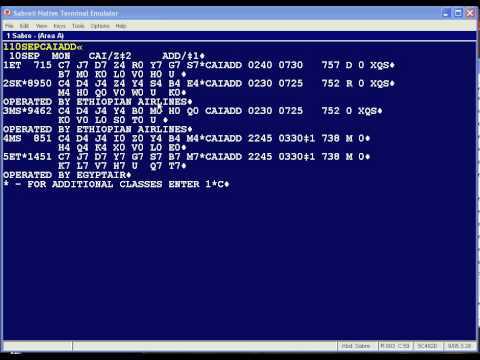 Sabre® Native Terminal Emulator
File Edit View Keys Tools Options Help
1 Sabre - (Area A)
110SEPCAIADD«
10SEP MON CAI/Z‡2 ADD/‡1♦
1ET 715 C7 J7 D7 Z4 R0 Y7 G7 S7*CAIADD 0240 0730 757 D 0 XQS♦
B7 M0 K0 L0 V0 H0 U ♦
2SK*8950 C4 D4 J4 Z4 Y4 B4 E4*CAIADD 0230 0725 752 R 0 XQS♦
M4 H0 Q0 V0 W0 U K0♦
OPERATED BY ETHIOPIAN AIRLINES♦
3MS*9462 C4 D4 J4 Y4 B0 M0 H0 Q0 CAIADD 0230 0725 752 0 XQS♦
K0 V0 L0 S0 T0 U ♦
OPERATED BY ETHIOPIAN AIRLINES♦
4MS 851 C4 J4 D4 I0 Z0 Y4 B4 M4*CAIADD 2245 0330‡1 738 M 0♦
H4 Q4 K4 X0 V0 L0 E0♦
5ET*1451 C7 J7 D7 Y7 G7 S7 B7 M7*CAIADD 2245 0330‡1 738 M 0♦
K7 L7 V7 H7 U Q7 T7♦
OPERATED BY EGYPTAIR♦
* - FOR ADDITIONAL CLASSES ENTER 1*C♦